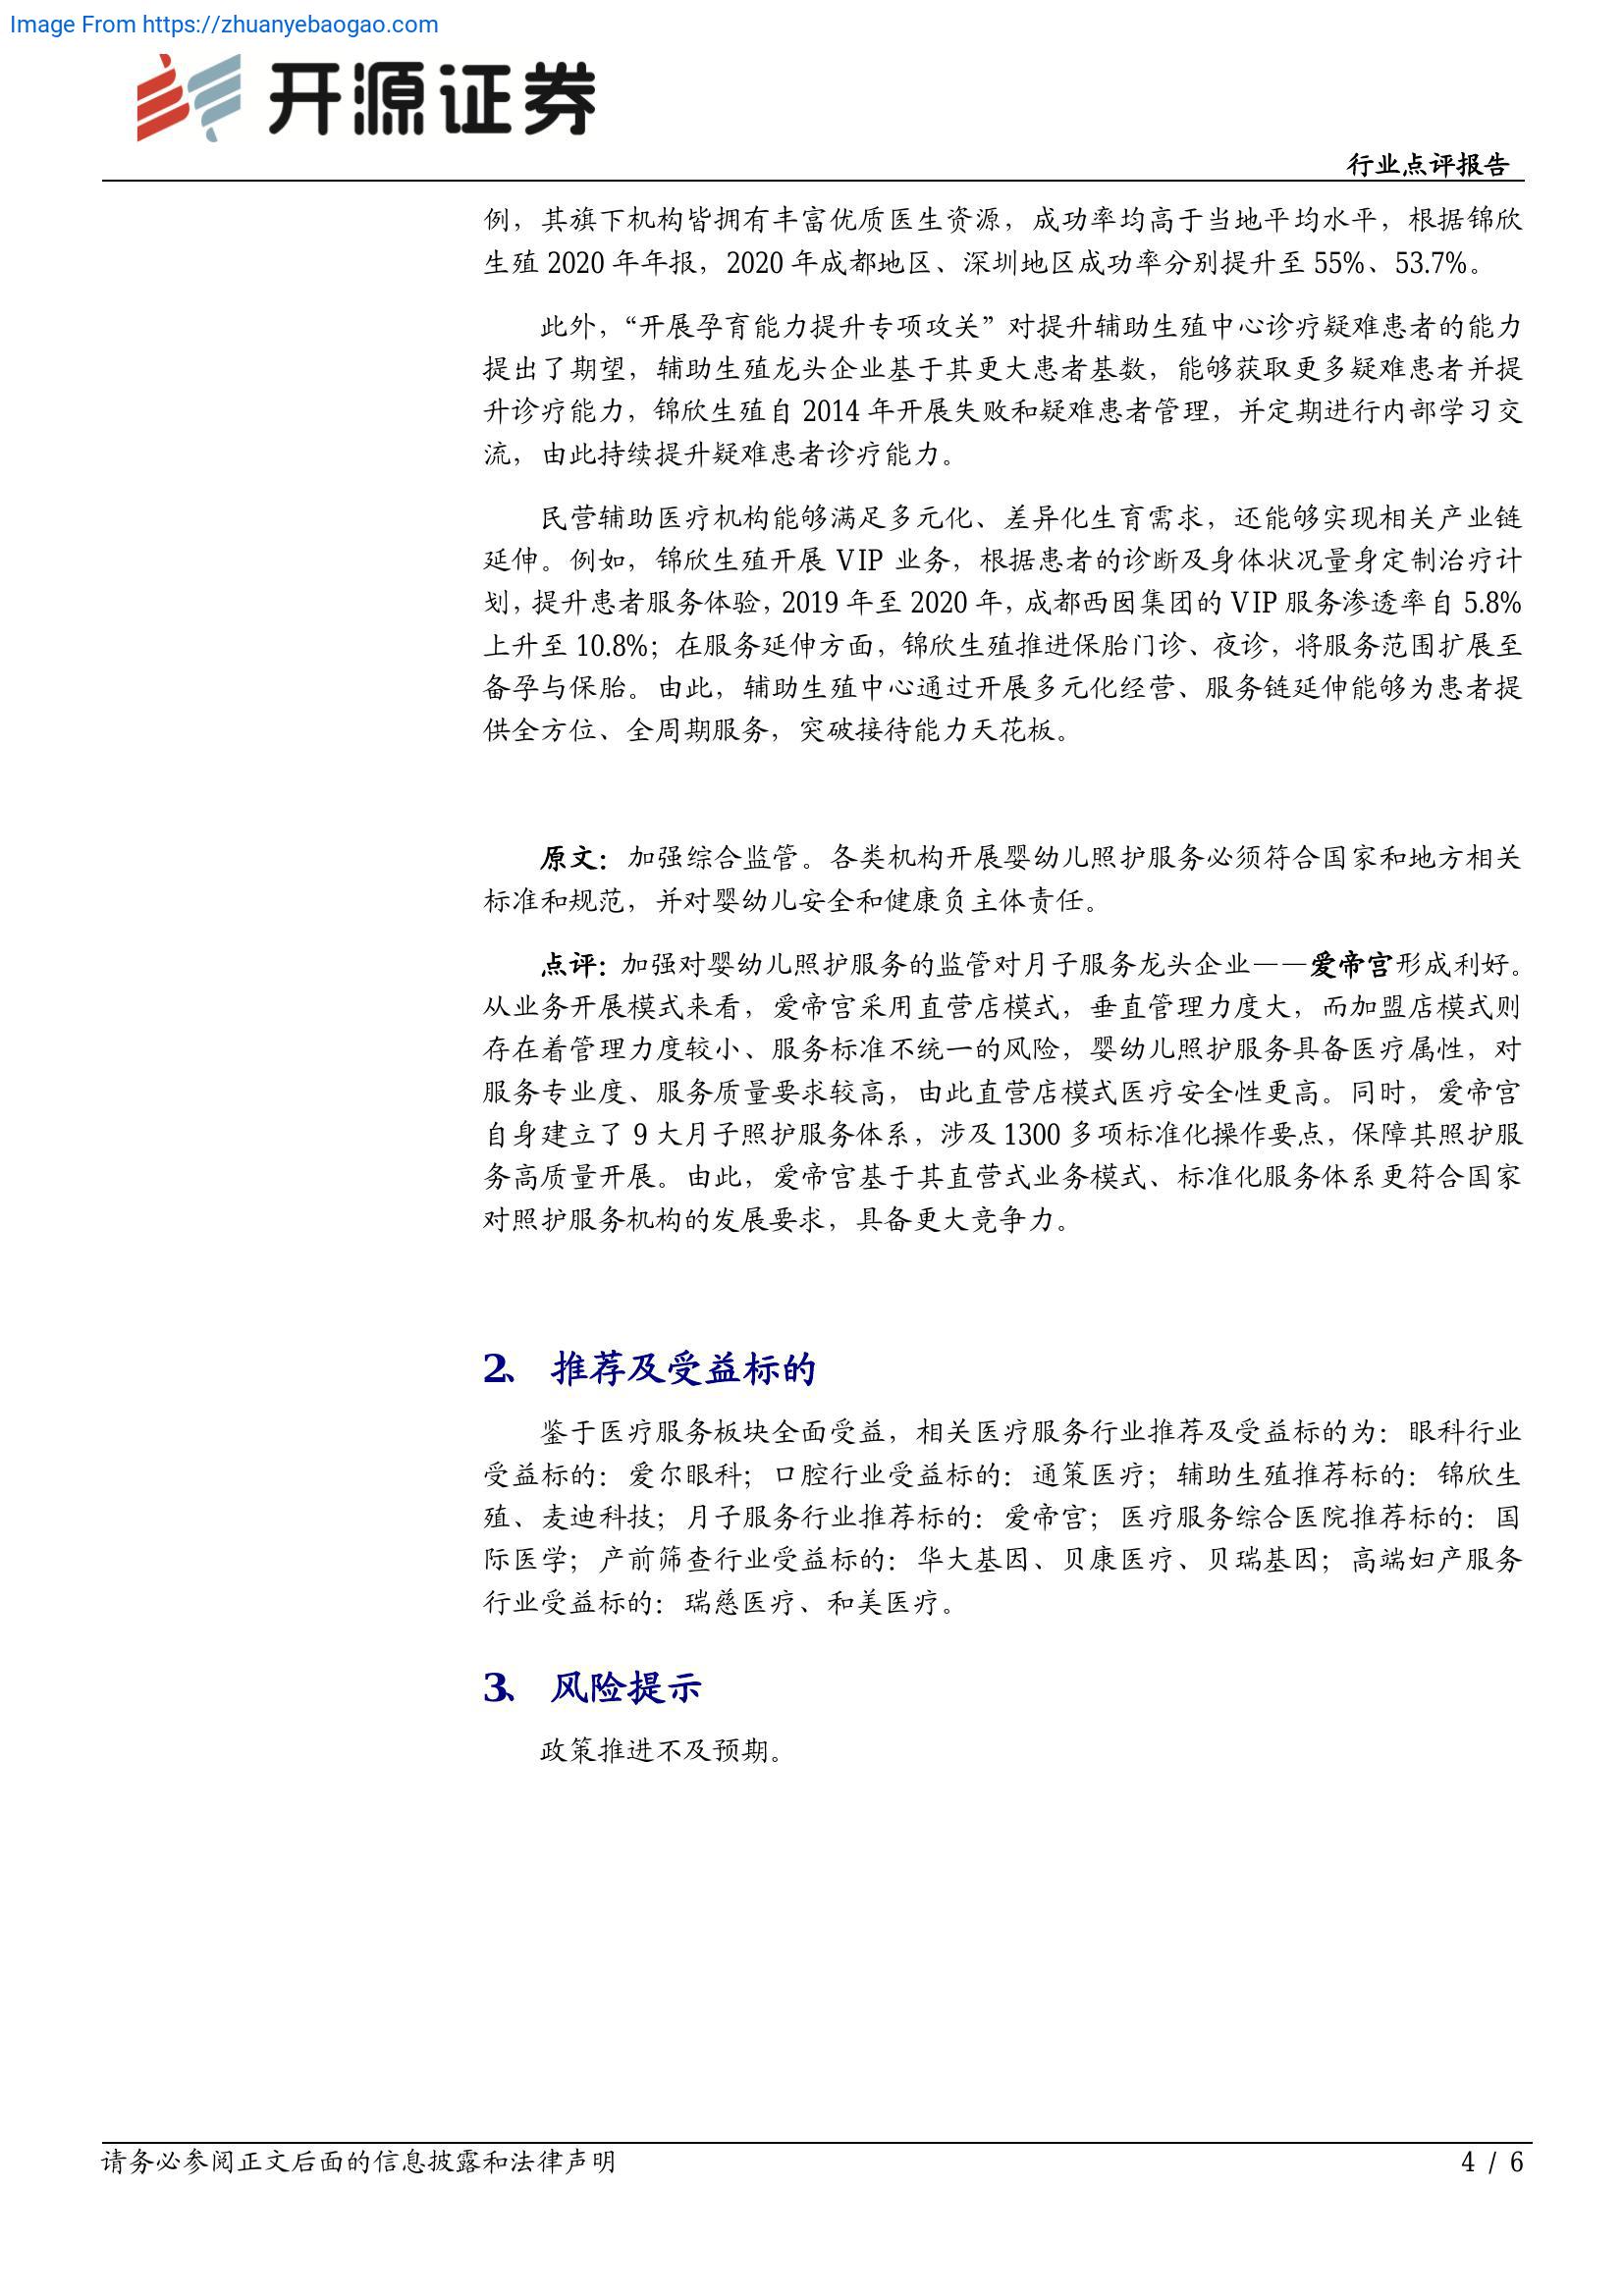 Image From https://zhuanyebaogao.com
开源证券
行业点评报告
例，其旗下机构皆拥有丰富优质医生资源，成功率均高于当地平均水平，根据锦欣
生殖 2020 年年报，2020 年成都地区、深圳地区成功率分别提升至 55%、53.7%。
此外，“开展孕育能力提升专项攻关”对提升辅助生殖中心诊疗疑难患者的能力
提出了期望，辅助生殖龙头企业基于其更大患者基数，能够获取更多疑难患者并提
升诊疗能力，锦欣生殖自 2014 年开展失败和疑难患者管理，并定期进行内部学习交
流，由此持续提升疑难患者诊疗能力。
民营辅助医疗机构能够满足多元化、差异化生育需求，还能够实现相关产业链
延伸。例如，锦欣生殖开展 VIP 业务，根据患者的诊断及身体状况量身定制治疗计
划，提升患者服务体验，2019 年至 2020 年，成都西囡集团的 VIP 服务渗透率自 5.8%
上升至 10.8%；在服务延伸方面，锦欣生殖推进保胎门诊、夜诊，将服务范围扩展至
备孕与保胎。由此，辅助生殖中心通过开展多元化经营、服务链延伸能够为患者提
供全方位、全周期服务，突破接待能力天花板。
原文：加强综合监管。各类机构开展婴幼儿照护服务必须符合国家和地方相关
标准和规范，并对婴幼儿安全和健康负主体责任。
点评：加强对婴幼儿照护服务的监管对月子服务龙头企业——爱帝宫形成利好。
从业务开展模式来看，爱帝宫采用直营店模式，垂直管理力度大，而加盟店模式则
存在着管理力度较小、服务标准不统一的风险，婴幼儿照护服务具备医疗属性，对
服务专业度、服务质量要求较高，由此直营店模式医疗安全性更高。同时，爱帝宫
自身建立了 9 大月子照护服务体系，涉及 1300 多项标准化操作要点，保障其照护服
务高质量开展。由此，爱帝宫基于其直营式业务模式、标准化服务体系更符合国家
对照护服务机构的发展要求，具备更大竞争力。
2、 推荐及受益标的
鉴于医疗服务板块全面受益，相关医疗服务行业推荐及受益标的为：眼科行业
受益标的：爱尔眼科；口腔行业受益标的：通策医疗；辅助生殖推荐标的：锦欣生
殖、麦迪科技；月子服务行业推荐标的：爱帝宫；医疗服务综合医院推荐标的：国
际医学；产前筛查行业受益标的：华大基因、贝康医疗、贝瑞基因；高端妇产服务
行业受益标的：瑞慈医疗、和美医疗。
3、 风险提示
政策推进不及预期。
请务必参阅正文后面的信息披露和法律声明
4 / 6